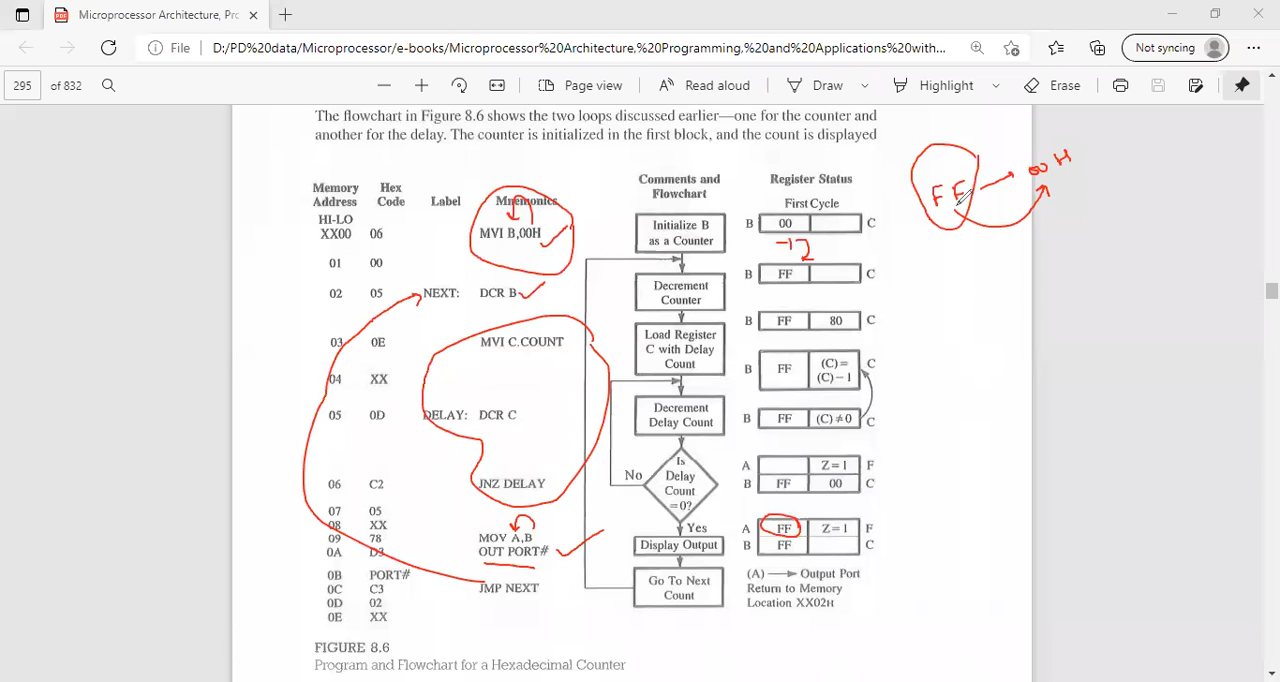 Microprocessor Architecture, Pro
File D:/PD%20data/Microprocessor/e-books/Microprocessor%20Architecture,%20Programming,%20and%20Applications%20with... Not syncing
295 of 832 Page view Read aloud Draw Highlight Erase
The flowchart in Figure 8.6 shows the two loops discussed earlier—one for the counter and
another for the delay. The counter is initialized in the first block, and the count is displayed
Memory Address Hex Code Label Mnemonics Comments and Flowchart Register Status
HI-LO First Cycle
XX00 06 MVI B,00H Initialize B as a Counter B 00 C
01 00
02 05 NEXT: DCR B Decrement Counter B FF C
03 0E MVI C.COUNT Load Register C with Delay Count B FF 80 C
04 XX B FF (C)= (C)−1 C
05 0D DELAY: DCR C Decrement Delay Count B FF (C)≠0 C
06 C2 JNZ DELAY No Is Delay Count =0? A Z=1 F
B FF 00 C
07 05
08 XX Yes
09 78 MOV A,B A FF Z=1 F
0A D3 OUT PORT# Display Output B FF C
0B PORT# (A) → Output Port
0C C3 JMP NEXT Go To Next Count Return to Memory
0D 02 Location XX02H
0E XX
FIGURE 8.6
Program and Flowchart for a Hexadecimal Counter
FF → 00 H
-1